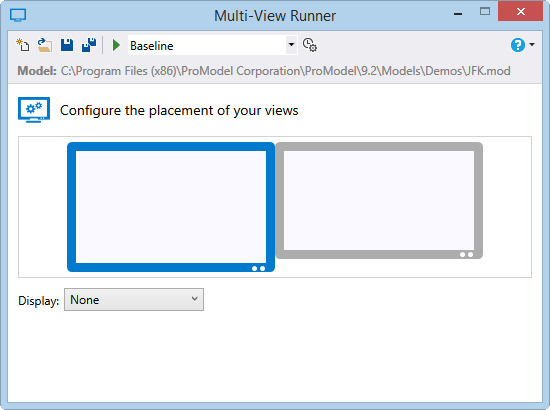 Multi-View Runner
Baseline
?
Model: C:\Program Files (x86)\ProModel Corporation\ProModel\9.2\Models\Demos\JFK.mod
Configure the placement of your views
Display: None